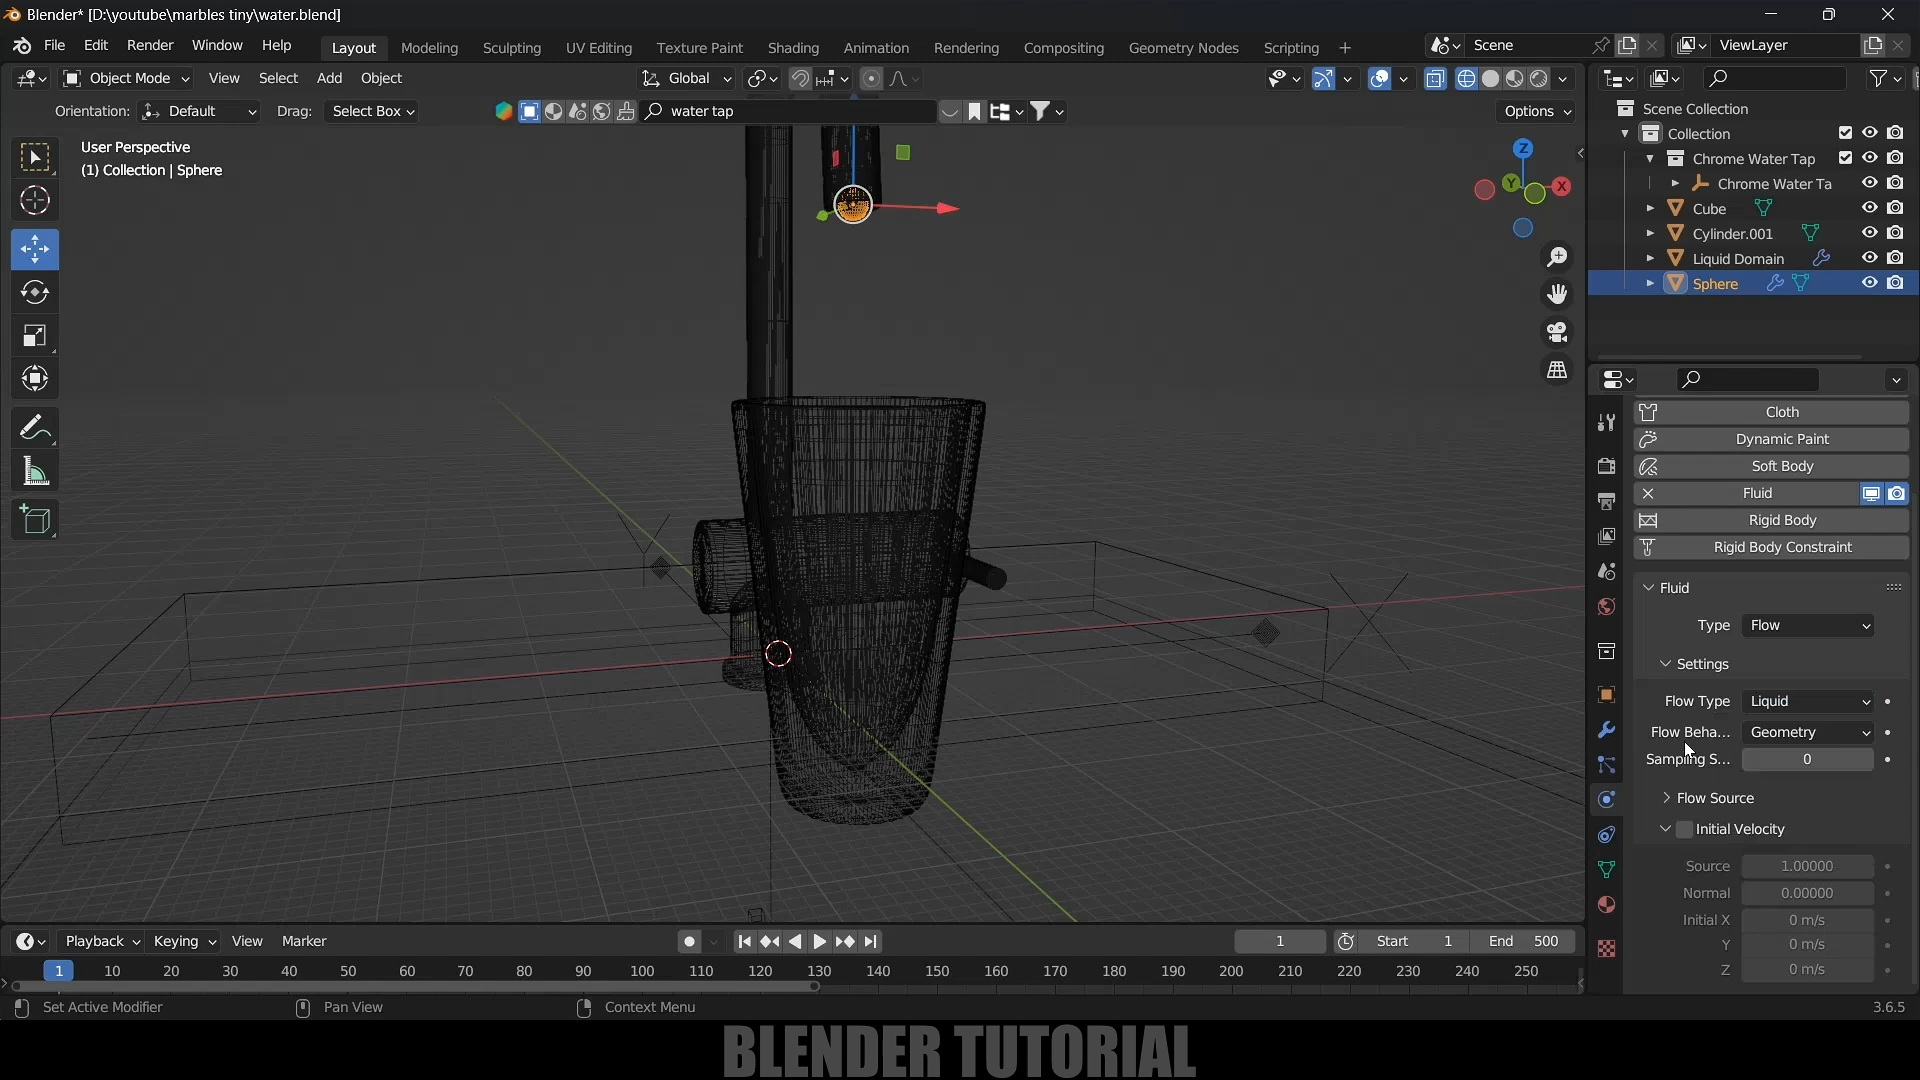 Blender* [D:\youtube\marbles tiny\water.blend]
File Edit Render Window Help Layout Modeling Sculpting UV Editing Texture Paint Shading Animation Rendering Compositing Geometry Nodes Scripting + Scene ViewLayer
Object Mode View Select Add Object Global
Orientation: Default Drag: Select Box water tap Options
User Perspective
(1) Collection | Sphere
Z
Y
X
Scene Collection
Collection
Chrome Water Tap
Chrome Water Ta
Cube
Cylinder.001
Liquid Domain
Sphere
Cloth
Dynamic Paint
Soft Body
Fluid
Rigid Body
Rigid Body Constraint
Fluid
Type Flow
Settings
Flow Type Liquid
Flow Beha... Geometry
Sampling S... 0
Flow Source
Initial Velocity
Source 1.00000
Normal 0.00000
Initial X 0 m/s
Y 0 m/s
Z 0 m/s
Playback Keying View Marker 1 Start 1 End 500
1 10 20 30 40 50 60 70 80 90 100 110 120 130 140 150 160 170 180 190 200 210 220 230 240 250
Set Active Modifier Pan View Context Menu 3.6.5
BLENDER TUTORIAL